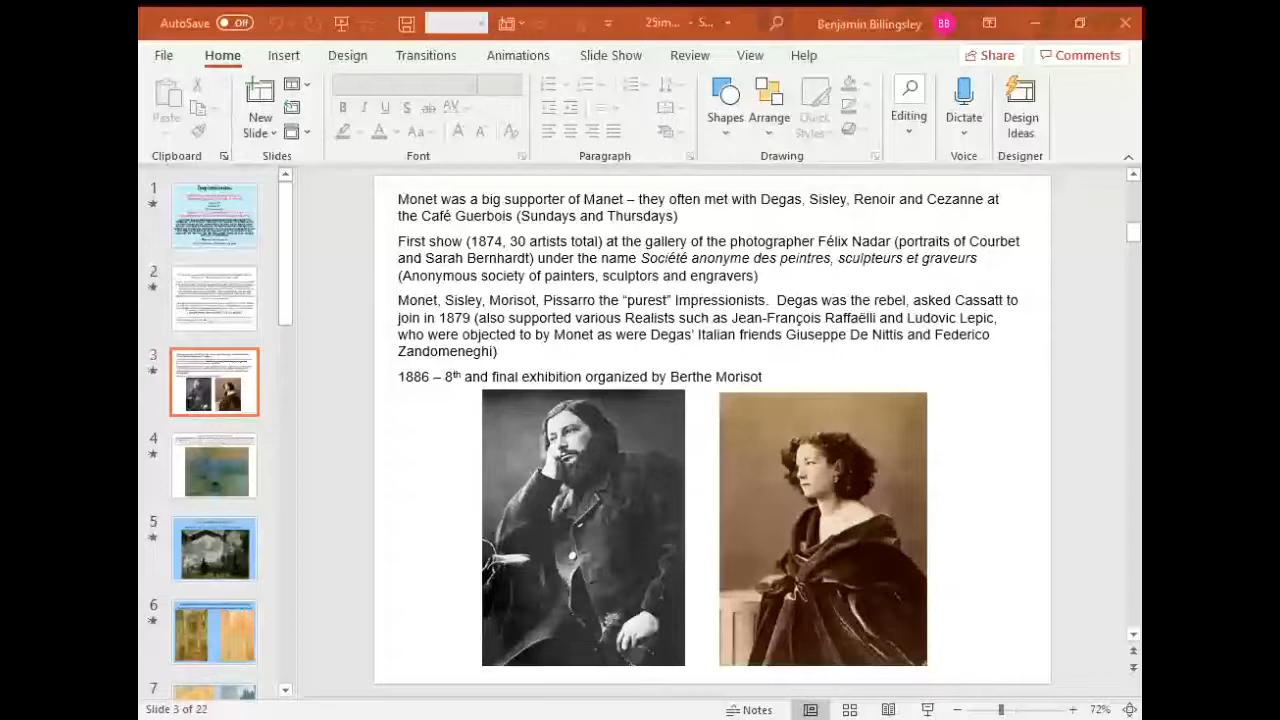 AutoSave Off 25im... - S... Benjamin Billingsley BB
File Home Insert Design Transitions Animations Slide Show Review View Help Share Comments
Paste New Slide Shapes Arrange Quick Styles Editing Dictate Design Ideas
B I U S ab AV
Aa A A A
Clipboard Slides Font Paragraph Drawing Voice Designer
1
2
3
4
5
6
7
Monet was a big supporter of Manet – they often met with Degas, Sisley, Renoir and Cezanne at
the Café Guerbois (Sundays and Thursdays)
First show (1874, 30 artists total) at the gallery of the photographer Félix Nadar (portraits of Courbet
and Sarah Bernhardt) under the name Société anonyme des peintres, sculpteurs et graveurs
(Anonymous society of painters, sculptors and engravers)
Monet, Sisley, Morisot, Pissarro the "purest" Impressionists. Degas was the rebel, asked Cassatt to
join in 1879 (also supported various Realists such as Jean-François Raffaëlli and Ludovic Lepic,
who were objected to by Monet as were Degas' Italian friends Giuseppe De Nittis and Federico
Zandomeneghi)
1886 – 8th and final exhibition organized by Berthe Morisot
Slide 3 of 22 Notes 72%